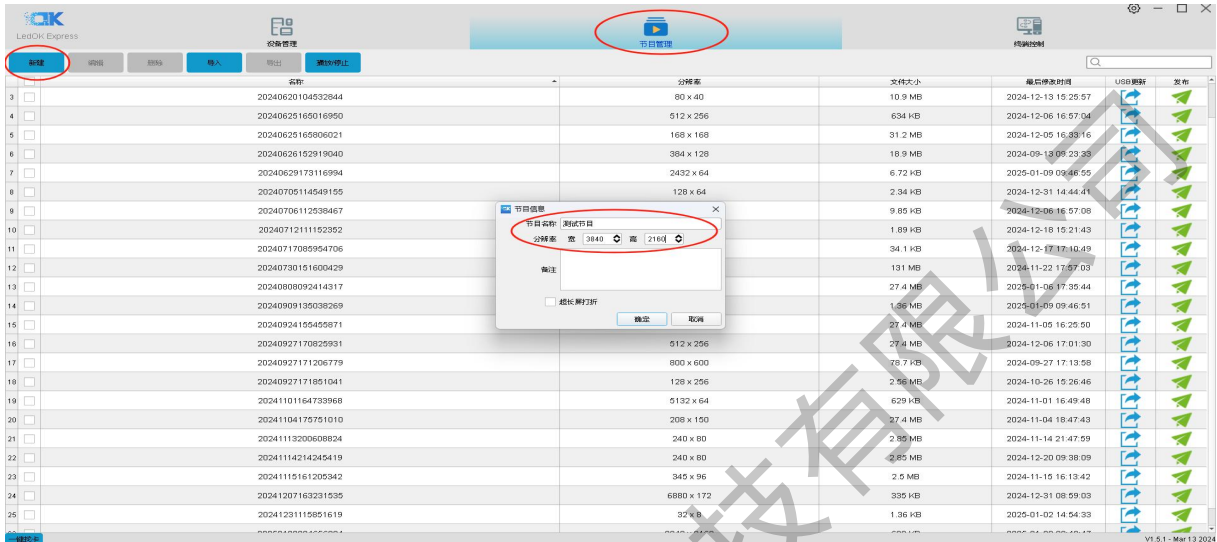 LedOK Express
设备管理
节目管理
终端控制
新建 编辑 删除 导入 导出 播放/停止
名称 分辨率 文件大小 最后修改时间 USB更新 发布
3 20240620104532844 80 x 40 10.9 MB 2024-12-13 15:25:57
4 20240625165016950 512 x 256 634 KB 2024-12-06 16:57:04
5 20240625165806021 168 x 168 31.2 MB 2024-12-05 16:33:16
6 20240626152919040 384 x 128 18.9 MB 2024-09-13 09:23:33
7 20240629173116994 2432 x 64 6.72 KB 2025-01-09 09:46:55
8 20240705114549155 128 x 64 2.34 KB 2024-12-31 14:44:41
9 20240706112538467 9.85 KB 2024-12-06 16:57:08
10 20240712111152352 1.89 KB 2024-12-18 15:21:43
11 20240717085954706 34.1 KB 2024-12-17 17:10:49
12 20240730151600429 131 MB 2024-11-22 17:57:03
13 20240808092414317 27.4 MB 2025-01-06 17:35:44
14 20240909135038269 1.36 MB 2025-01-09 09:46:51
15 20240924155455871 27.4 MB 2024-11-05 16:25:50
16 20240927170825931 512 x 256 27.4 MB 2024-12-06 17:01:30
17 20240927171206779 800 x 600 78.7 KB 2024-09-27 17:13:58
18 20240927171851041 128 x 256 2.56 MB 2024-10-26 15:26:46
19 20241101164733968 5132 x 64 629 KB 2024-11-01 16:49:48
20 20241104175751010 208 x 150 27.4 MB 2024-11-04 18:47:43
21 20241113200608824 240 x 80 2.85 MB 2024-11-14 21:47:59
22 20241114214245419 240 x 80 2.85 MB 2024-12-20 09:38:09
23 20241115161205342 345 x 96 2.5 MB 2024-11-15 16:13:42
24 20241207163231535 6880 x 172 335 KB 2024-12-31 08:59:03
25 20241231115851619 32 x 8 1.36 KB 2025-01-02 14:54:33
节目信息
节目名称 测试节目
分辨率 宽 3840 高 2160
备注
超长屏打折
确定 取消
一键接卡
V1.5.1 - Mar 13 2024
技有限公司